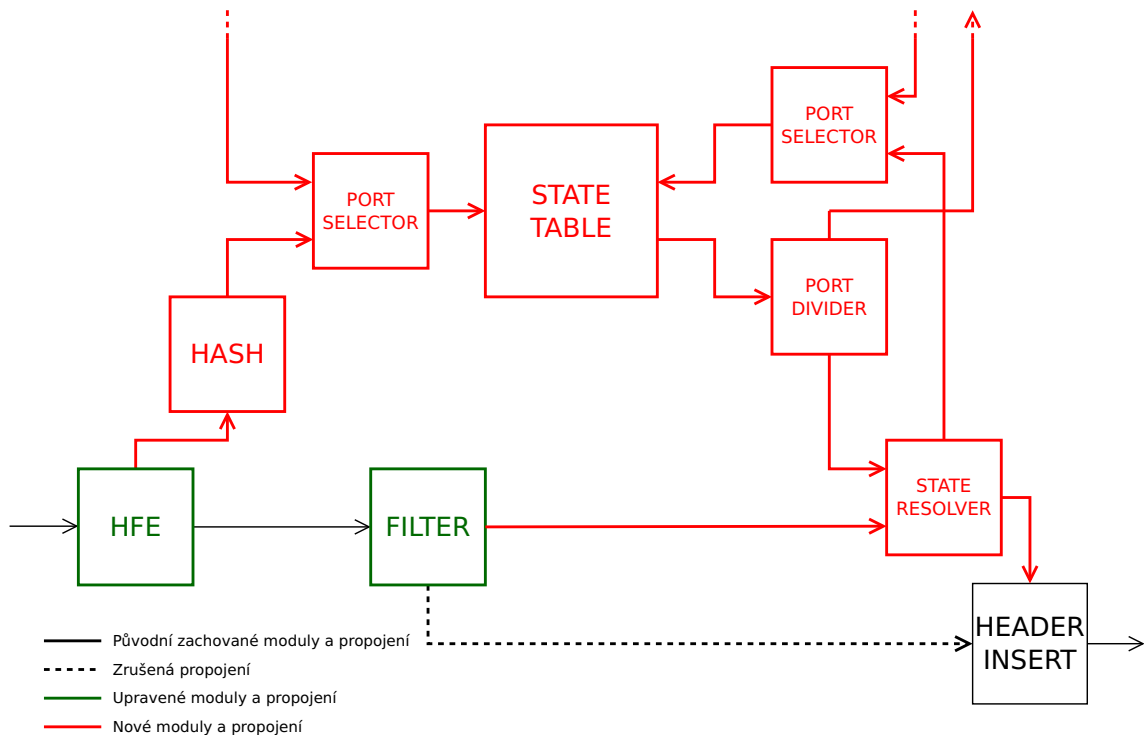 PORT
SELECTOR
PORT
SELECTOR
STATE
TABLE
PORT
DIVIDER
HASH
HFE
FILTER
STATE
RESOLVER
HEADER
INSERT
Původní zachované moduly a propojení
Zrušená propojení
Upravené moduly a propojení
Nové moduly a propojení